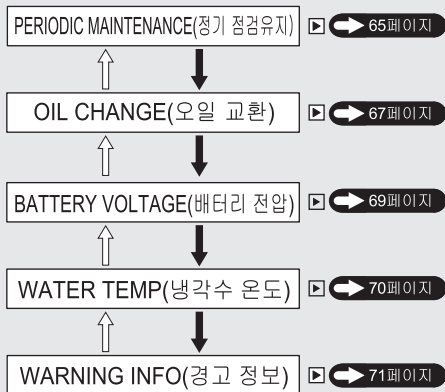 PERIODIC MAINTENANCE(정기 점검유지) 65페이지
OIL CHANGE(오일 교환) 67페이지
BATTERY VOLTAGE(배터리 전압) 69페이지
WATER TEMP(냉각수 온도) 70페이지
WARNING INFO(경고 정보) 71페이지